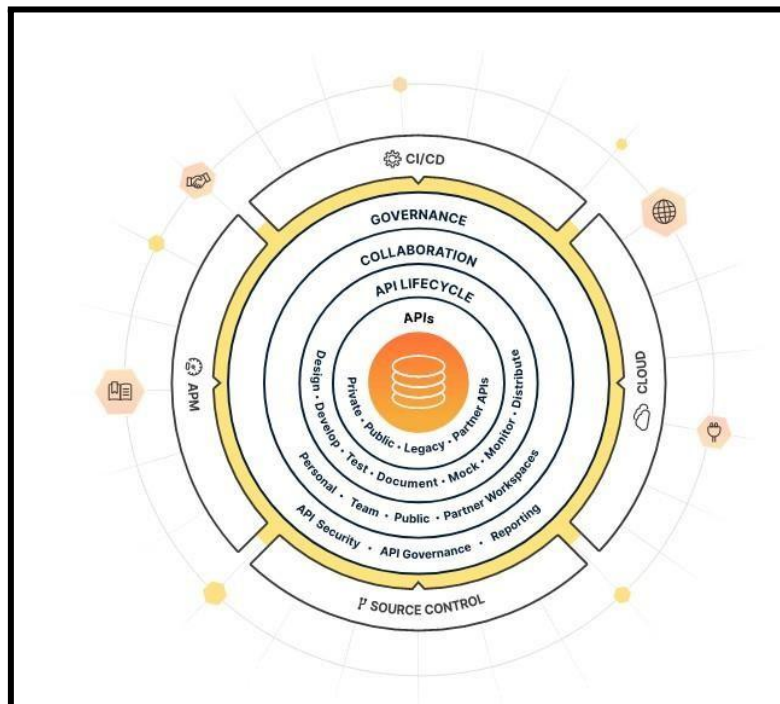 CI/CD
GOVERNANCE
COLLABORATION
API LIFECYCLE
APIs
Private · Public · Legacy · Partner APIs
Design · Develop · Test · Document · Mock · Monitor · Distribute
Personal · Team · Public · Partner Workspaces
API Security · API Governance · Reporting
APM
CLOUD
SOURCE CONTROL